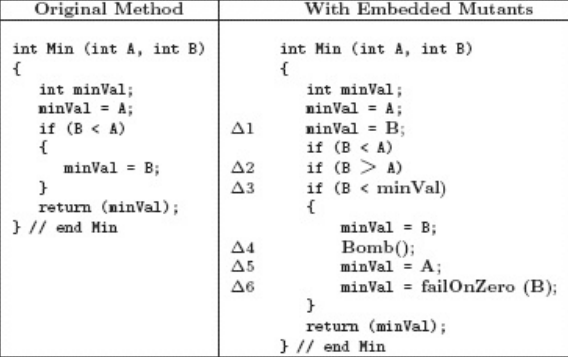 Original Method
int Min (int A, int B)
{
int minVal;
minVal = A;
if (B < A)
{
minVal = B;
}
return (minVal);
} // end Min
With Embedded Mutants
int Min (int A, int B)
{
int minVal;
minVal = A;
Δ1 minVal = B;
if (B < A)
Δ2 if (B > A)
Δ3 if (B < minVal)
{
minVal = B;
Δ4 Bomb();
Δ5 minVal = A;
Δ6 minVal = failOnZero (B);
}
return (minVal);
} // end Min